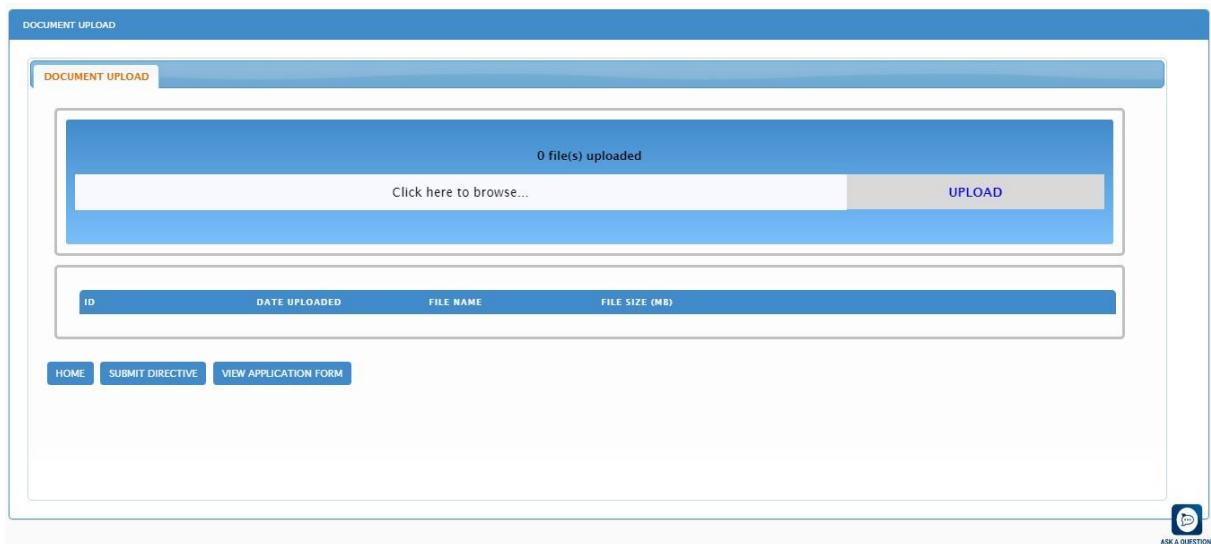 DOCUMENT UPLOAD
DOCUMENT UPLOAD
0 file(s) uploaded
Click here to browse... UPLOAD
ID DATE UPLOADED FILE NAME FILE SIZE (MB)
HOME SUBMIT DIRECTIVE VIEW APPLICATION FORM
ASK A QUESTION